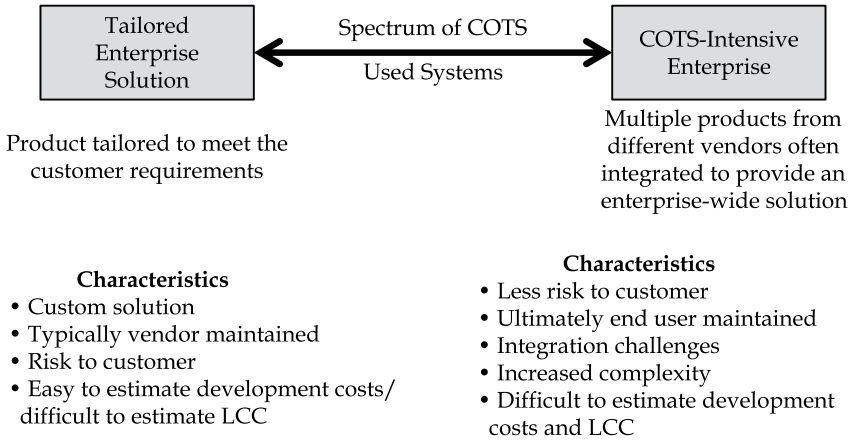 Tailored
Enterprise
Solution
Spectrum of COTS
Used Systems
COTS-Intensive
Enterprise
Product tailored to meet the
customer requirements
Multiple products from
different vendors often
integrated to provide an
enterprise-wide solution
Characteristics
• Custom solution
• Typically vendor maintained
• Risk to customer
• Easy to estimate development costs/
difficult to estimate LCC
Characteristics
• Less risk to customer
• Ultimately end user maintained
• Integration challenges
• Increased complexity
• Difficult to estimate development
costs and LCC